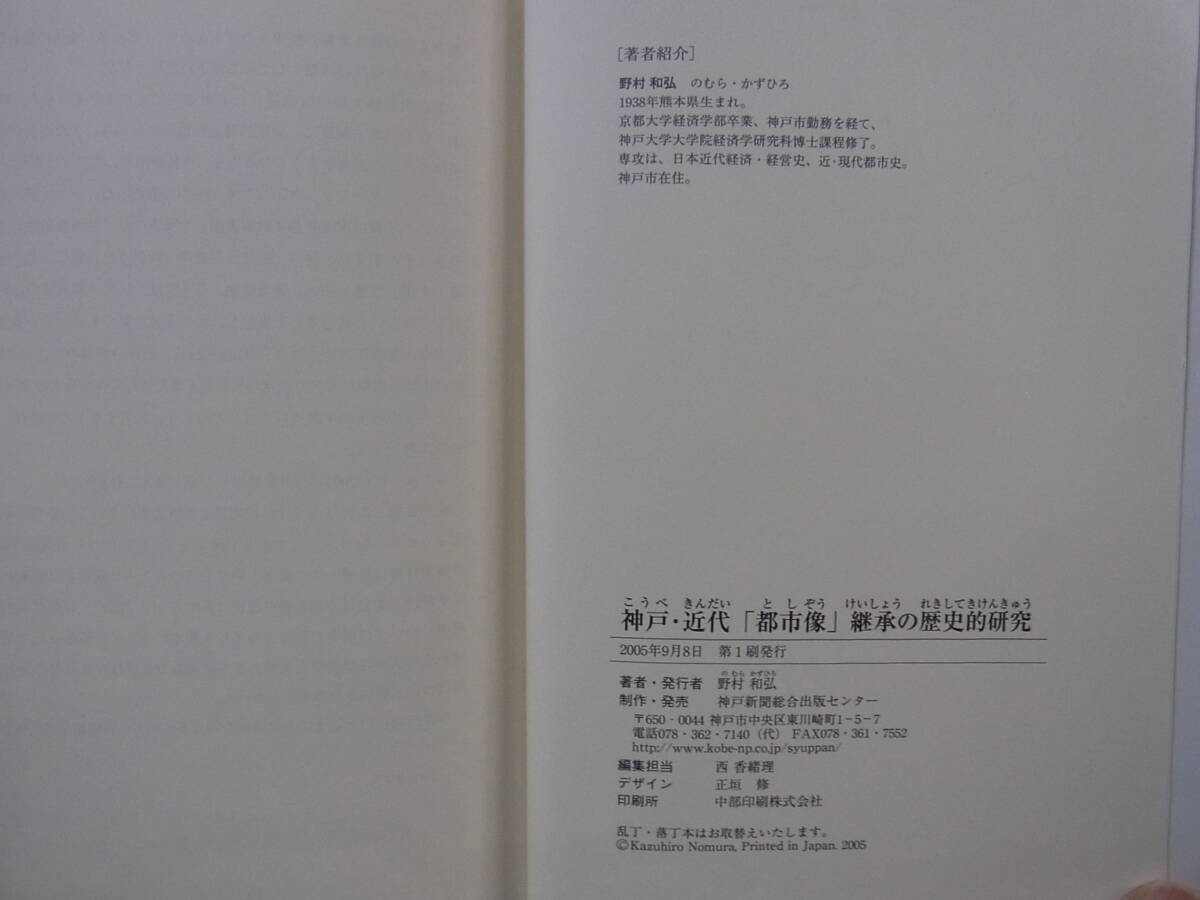 [著者紹介]
野村 和弘 のむら・かずひろ
1938年熊本県生まれ。
京都大学経済学部卒業、神戸市勤務を経て、
神戸大学大学院経済学研究科博士課程修了。
専攻は、日本近代経済・経営史、近・現代都市史。
神戸市在住。
こうべ きんだい と し ぞう けいしょう れきしてきけんきゅう
神戸・近代「都市像」継承の歴史的研究
2005年9月8日 第1刷発行
の むら かずひろ
著者・発行者 野村 和弘
制作・発売 神戸新聞総合出版センター
〒650‐0044 神戸市中央区東川崎町1‐5‐7
電話078・362・7140（代） FAX078・361・7552
http://www.kobe-np.co.jp/syuppan/
編集担当 西 香緒理
デザイン 正垣 修
印刷所 中部印刷株式会社
乱丁・落丁本はお取替えいたします。
©Kazuhiro Nomura, Printed in Japan. 2005